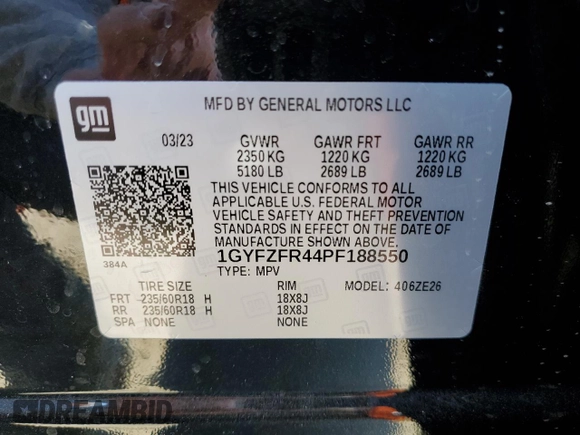 gm
MFD BY GENERAL MOTORS LLC
03/23 GVWR GAWR FRT GAWR RR
2350 KG 1220 KG 1220 KG
5180 LB 2689 LB 2689 LB
THIS VEHICLE CONFORMS TO ALL
APPLICABLE U.S. FEDERAL MOTOR
VEHICLE SAFETY AND THEFT PREVENTION
STANDARDS IN EFFECT ON THE DATE OF
MANUFACTURE SHOWN ABOVE.
384A 1GYFZFR44PF188550
TYPE: MPV MODEL: 406ZE26
TIRE SIZE RIM
FRT 235/60R18 H 18X8J
RR 235/60R18 H 18X8J
SPA NONE NONE
DREAMBID